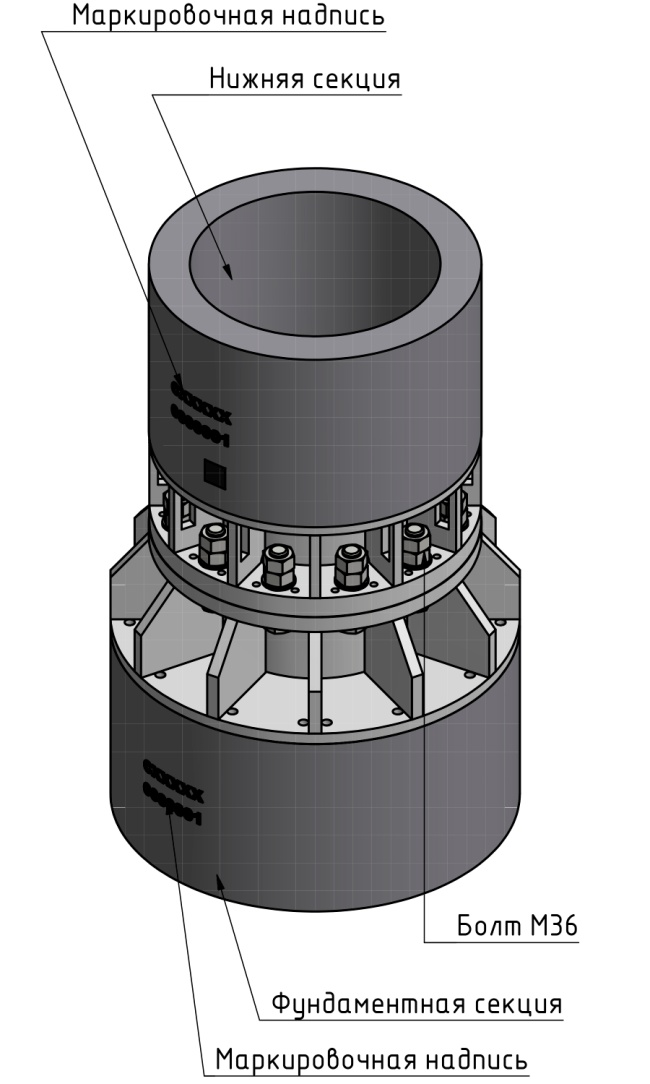 Маркировочная надпись
Нижняя секция
Болт М36
Фундаментная секция
Маркировочная надпись